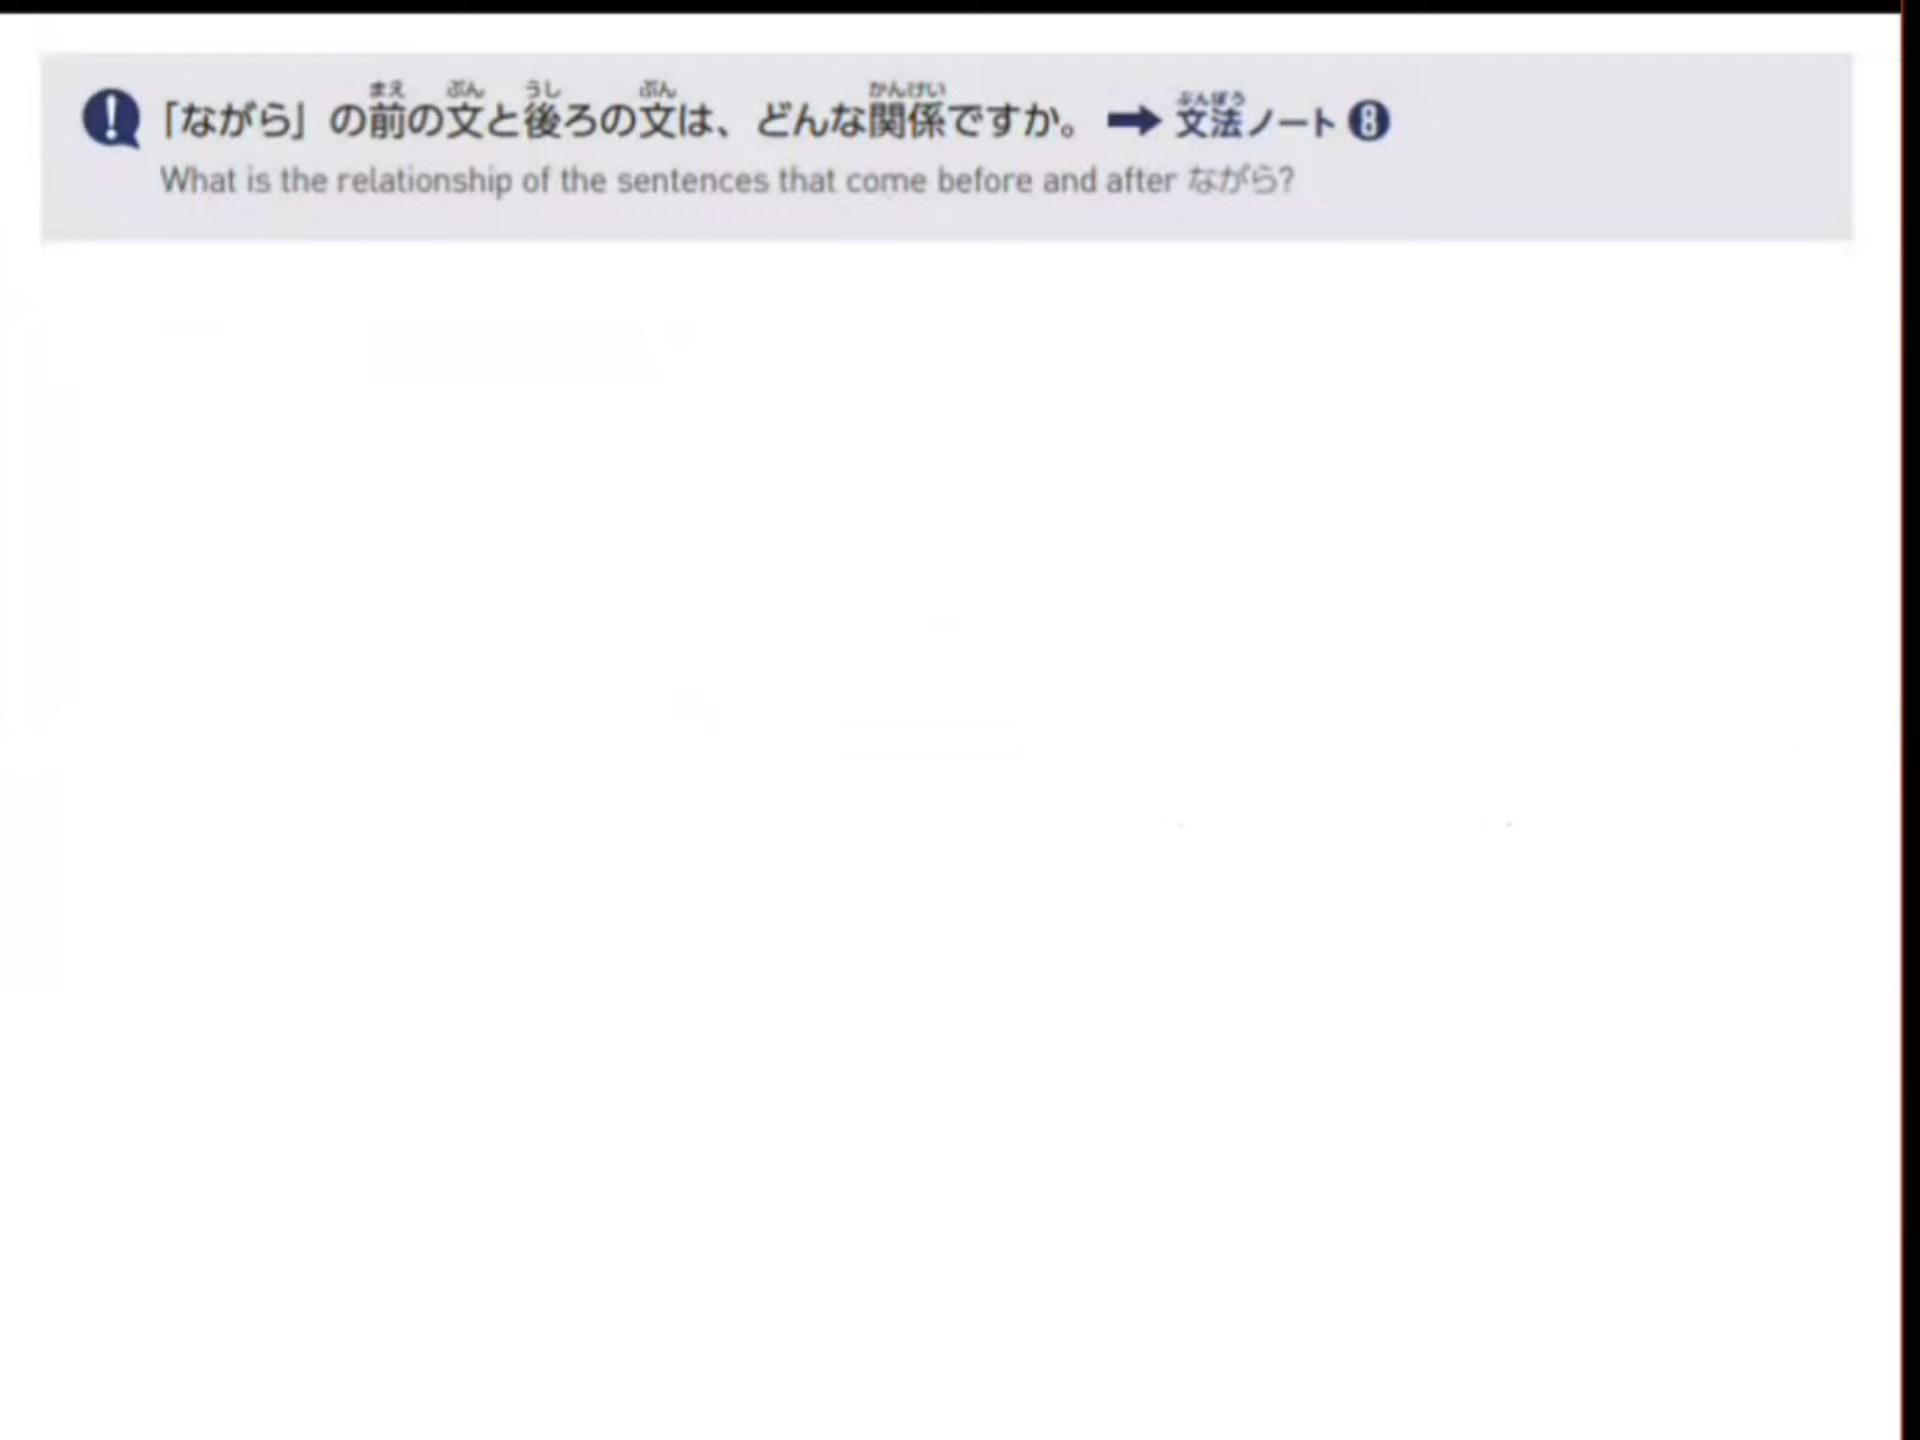 「ながら」の前の文と後ろの文は、どんな関係ですか。 ➡ 文法ノート❽
What is the relationship of the sentences that come before and after ながら?